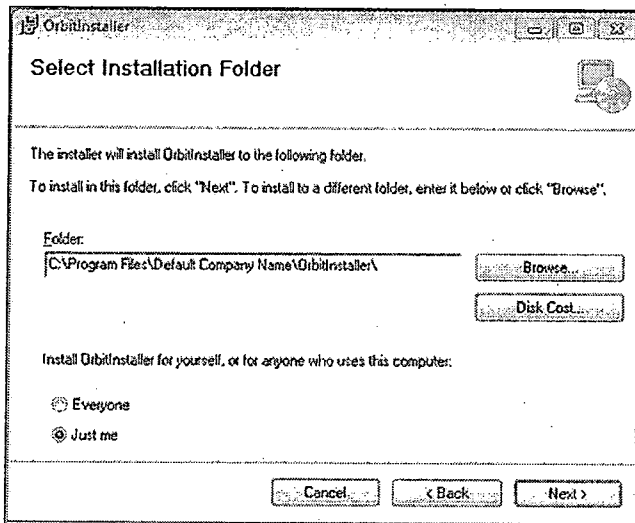 OrbitInstaller
Select Installation Folder
The installer will install OrbitInstaller to the following folder.
To install in this folder, click "Next". To install to a different folder, enter it below or click "Browse".
Folder:
C:\Program Files\Default Company Name\OrbitInstaller\
Browse...
Disk Cost...
Install OrbitInstaller for yourself, or for anyone who uses this computer:
Everyone
Just me
Cancel
< Back
Next >